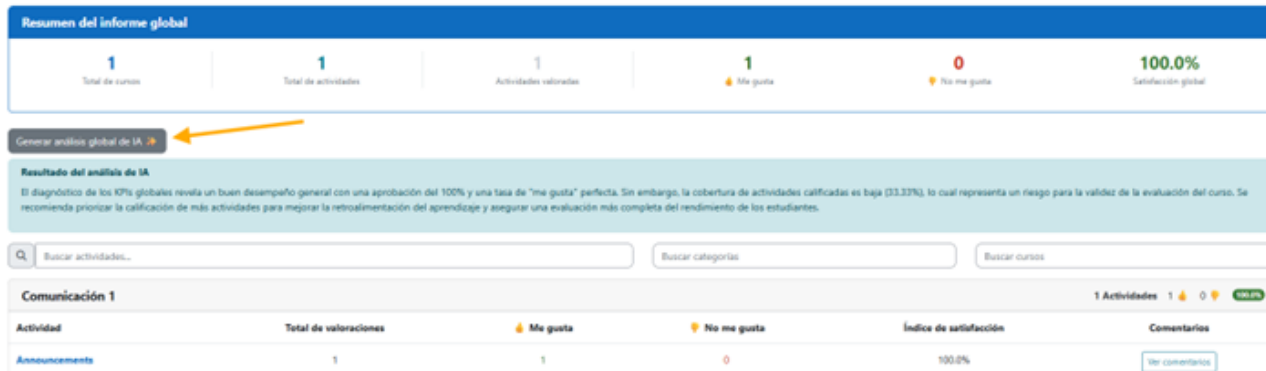 Resumen del informe global
1 1 1 1 0 100.0%
Total de cursos Total de actividades Actividades valoradas Me gusta No me gusta Satisfacción global
Generar análisis global de IA
Resultado del análisis de IA
El diagnóstico de los KPIs globales revela un buen desempeño general con una aprobación del 100% y una tasa de "me gusta" perfecta. Sin embargo, la cobertura de actividades calificadas es baja (33.33%), lo cual representa un riesgo para la validez de la evaluación del curso. Se
recomienda priorizar la calificación de más actividades para mejorar la retroalimentación del aprendizaje y asegurar una evaluación más completa del rendimiento de los estudiantes.
Buscar actividades... Buscar categorías Buscar cursos
Comunicación 1 1 Actividades 1 0 100.0%
Actividad Total de valoraciones Me gusta No me gusta Índice de satisfacción Comentarios
Announcements 1 1 0 100.0% Ver comentarios